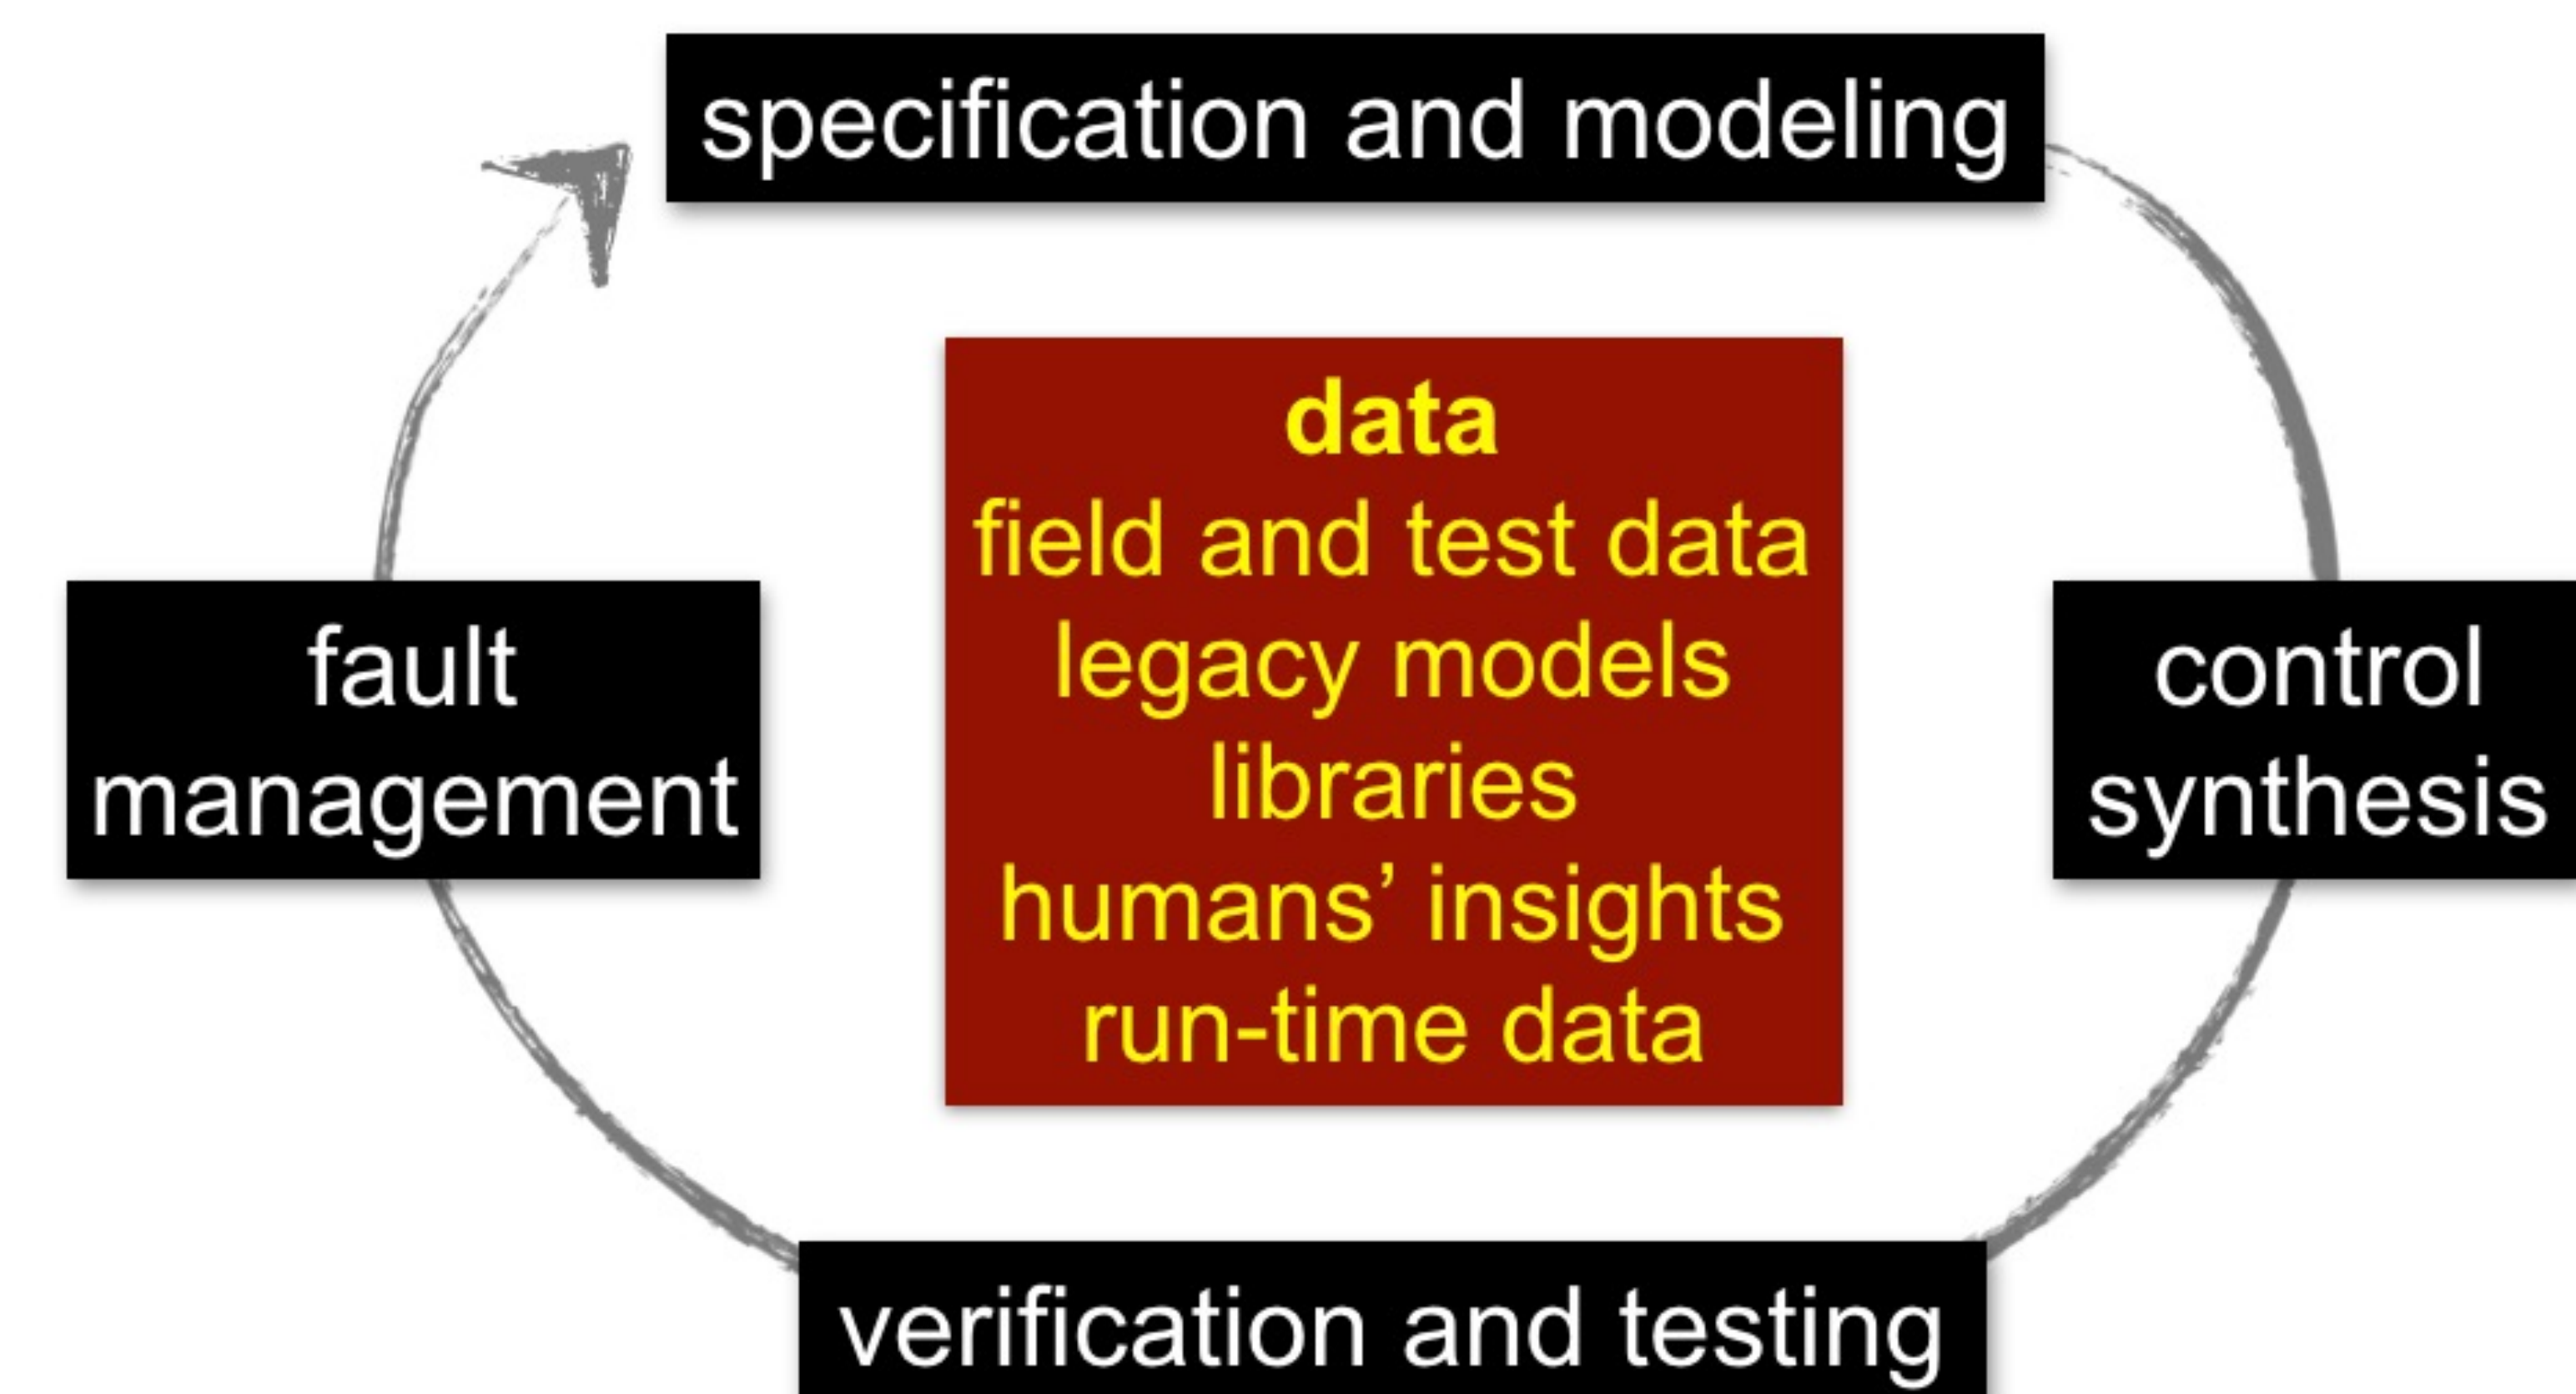 specification and modeling
data
field and test data
legacy models
libraries
humans’ insights
run-time data
fault
management
control
synthesis
verification and testing